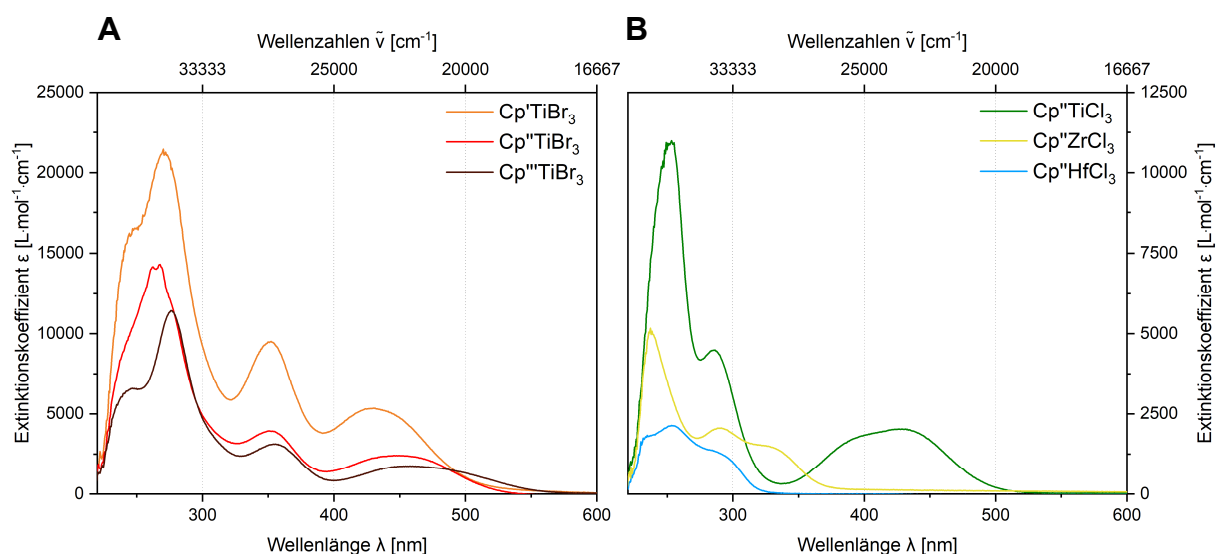 A
Wellenzahlen ṽ [cm⁻¹]
33333 25000 20000 16667
25000
20000
15000
10000
5000
0
Extinktionskoeffizient ε [L·mol⁻¹·cm⁻¹]
Cp'TiBr₃
Cp''TiBr₃
Cp'''TiBr₃
300 400 500 600
Wellenlänge λ [nm]
B
Wellenzahlen ṽ [cm⁻¹]
33333 25000 20000 16667
Cp''TiCl₃
Cp''ZrCl₃
Cp''HfCl₃
12500
10000
7500
5000
2500
0
Extinktionskoeffizient ε [L·mol⁻¹·cm⁻¹]
300 400 500 600
Wellenlänge λ [nm]